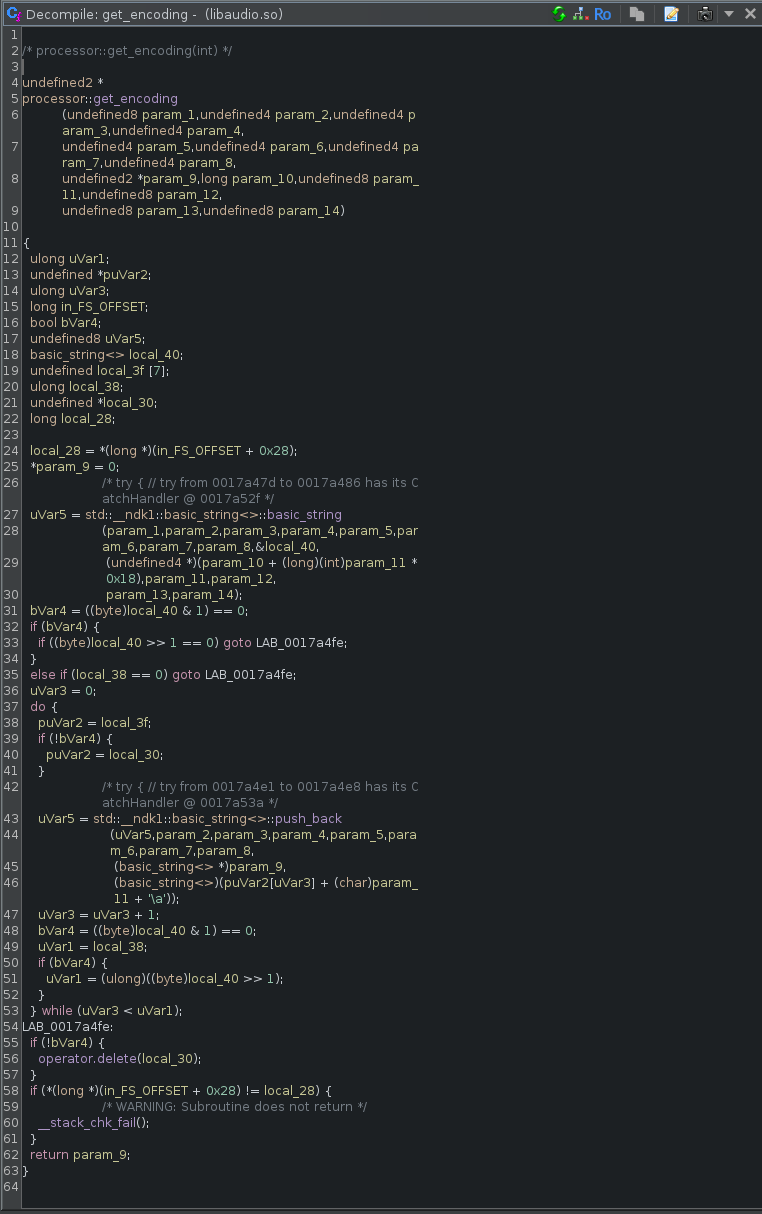 Decompile: get_encoding - (libaudio.so)
Ro
1
2 /* processor::get_encoding(int) */
3
4 undefined2 *
5 processor::get_encoding
6 (undefined8 param_1,undefined4 param_2,undefined4 p
aram_3,undefined4 param_4,
7 undefined4 param_5,undefined4 param_6,undefined4 pa
ram_7,undefined4 param_8,
8 undefined2 *param_9,long param_10,undefined8 param_
11,undefined8 param_12,
9 undefined8 param_13,undefined8 param_14)
10
11 {
12 ulong uVar1;
13 undefined *puVar2;
14 ulong uVar3;
15 long in_FS_OFFSET;
16 bool bVar4;
17 undefined8 uVar5;
18 basic_string<> local_40;
19 undefined local_3f [7];
20 ulong local_38;
21 undefined *local_30;
22 long local_28;
23
24 local_28 = *(long *)(in_FS_OFFSET + 0x28);
25 *param_9 = 0;
26 /* try { // try from 0017a47d to 0017a486 has its C
atchHandler @ 0017a52f */
27 uVar5 = std::__ndk1::basic_string<>::basic_string
28 (param_1,param_2,param_3,param_4,param_5,par
am_6,param_7,param_8,&local_40,
29 (undefined4 *)(param_10 + (long)(int)param_11 *
0x18),param_11,param_12,
30 param_13,param_14);
31 bVar4 = ((byte)local_40 & 1) == 0;
32 if (bVar4) {
33 if ((byte)local_40 >> 1 == 0) goto LAB_0017a4fe;
34 }
35 else if (local_38 == 0) goto LAB_0017a4fe;
36 uVar3 = 0;
37 do {
38 puVar2 = local_3f;
39 if (!bVar4) {
40 puVar2 = local_30;
41 }
42 /* try { // try from 0017a4e1 to 0017a4e8 has its C
atchHandler @ 0017a53a */
43 uVar5 = std::__ndk1::basic_string<>::push_back
44 (uVar5,param_2,param_3,param_4,param_5,para
m_6,param_7,param_8,
45 (basic_string<> *)param_9,
46 (basic_string<>)(puVar2[uVar3] + (char)param_
11 + '\a'));
47 uVar3 = uVar3 + 1;
48 bVar4 = ((byte)local_40 & 1) == 0;
49 uVar1 = local_38;
50 if (bVar4) {
51 uVar1 = (ulong)((byte)local_40 >> 1);
52 }
53 } while (uVar3 < uVar1);
54 LAB_0017a4fe:
55 if (!bVar4) {
56 operator.delete(local_30);
57 }
58 if (*(long *)(in_FS_OFFSET + 0x28) != local_28) {
59 /* WARNING: Subroutine does not return */
60 __stack_chk_fail();
61 }
62 return param_9;
63 }
64